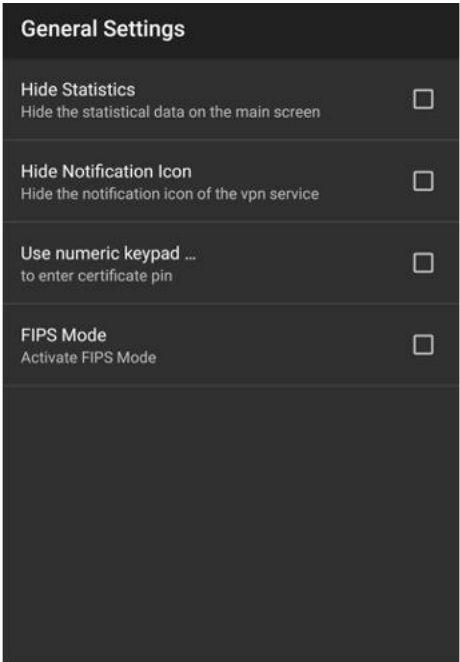 General Settings
Hide Statistics
Hide the statistical data on the main screen
Hide Notification Icon
Hide the notification icon of the vpn service
Use numeric keypad ...
to enter certificate pin
FIPS Mode
Activate FIPS Mode